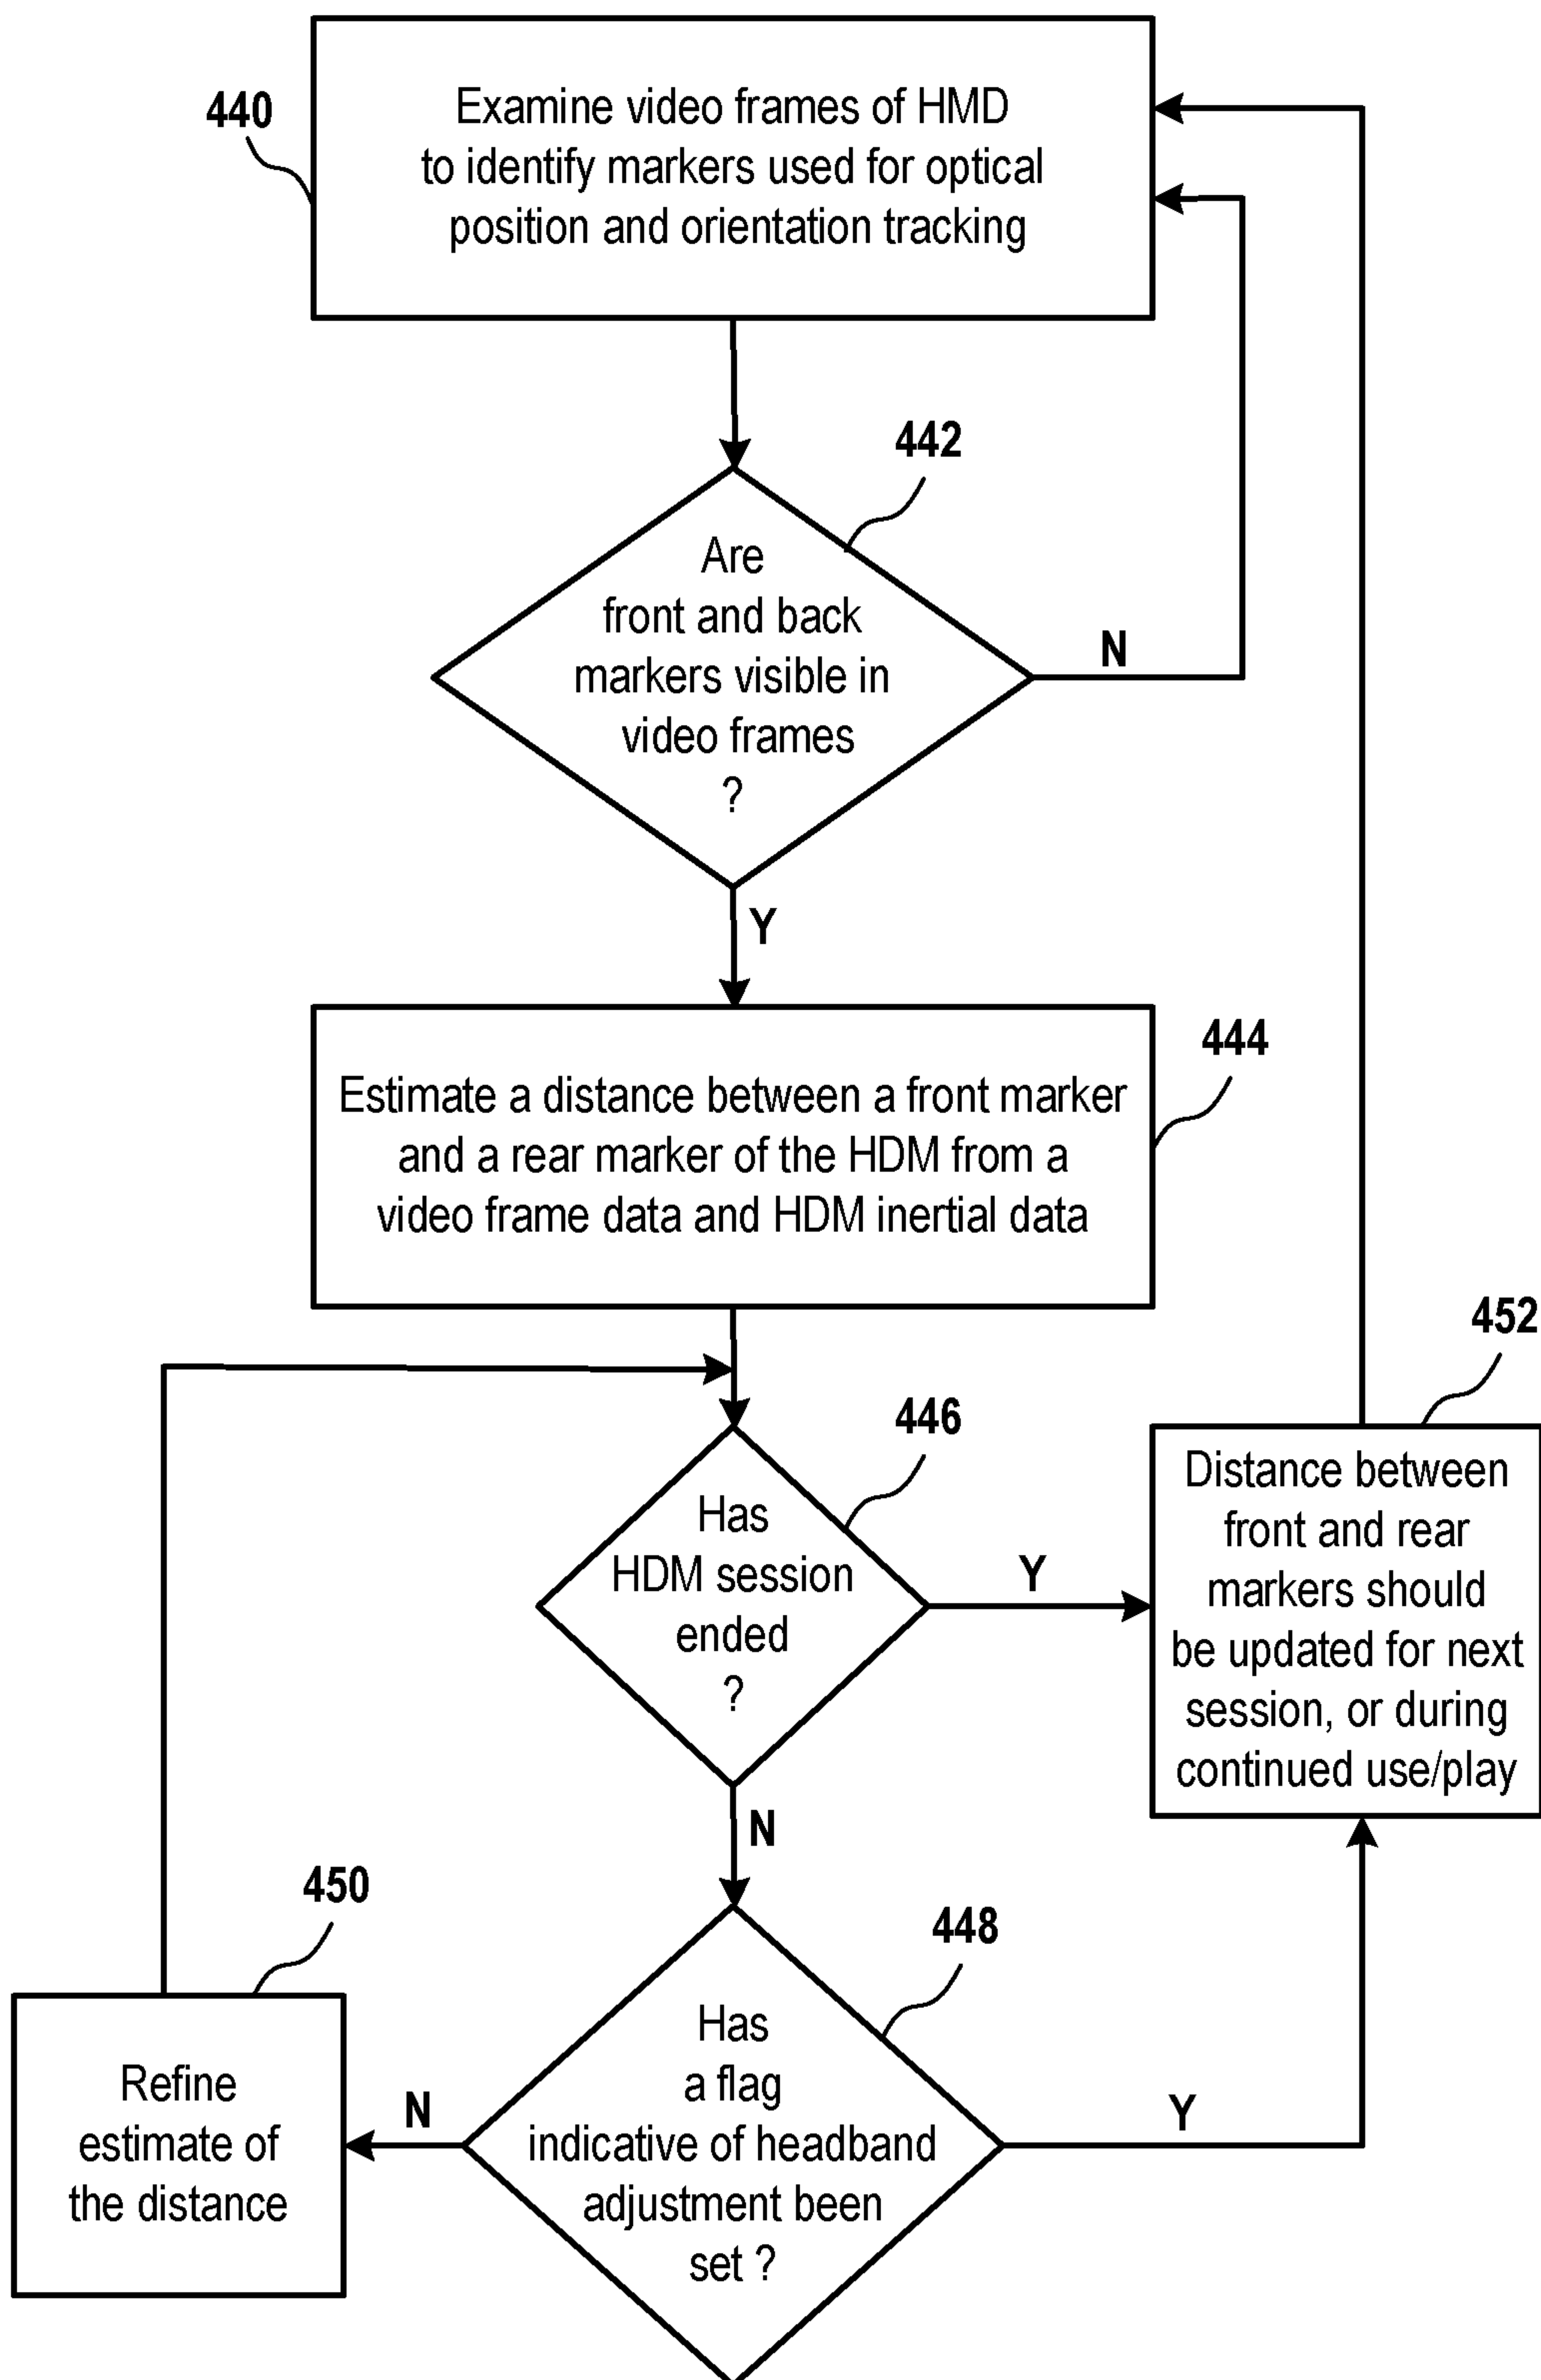 440
Examine video frames of HMD
to identify markers used for optical
position and orientation tracking
442
Are
front and back
markers visible in
video frames
?
N
Y
444
Estimate a distance between a front marker
and a rear marker of the HDM from a
video frame data and HDM inertial data
446
Has
HDM session
ended
?
Y
N
452
Distance between
front and rear
markers should
be updated for next
session, or during
continued use/play
448
Has
a flag
indicative of headband
adjustment been
set ?
N
Y
450
Refine
estimate of
the distance